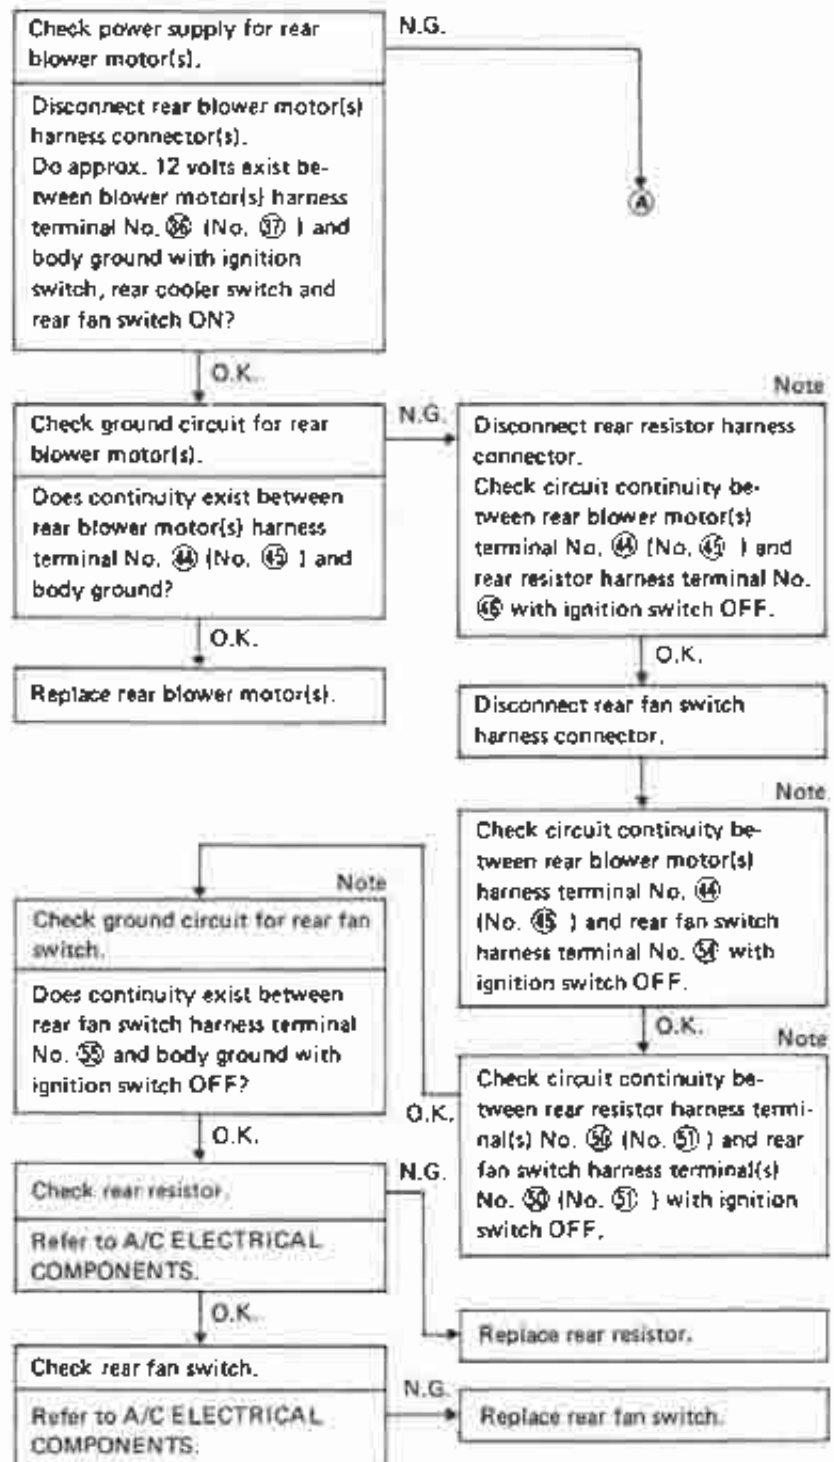 Check power supply for rear
blower motor(s).
N.G.
Disconnect rear blower motor(s)
harness connector(s).
Do approx. 12 volts exist be-
tween blower motor(s) harness
terminal No. 36 (No. 37 ) and
body ground with ignition
switch, rear cooler switch and
rear fan switch ON?
A
O.K.
Check ground circuit for rear
blower motor(s).
Does continuity exist between
rear blower motor(s) harness
terminal No. 44 (No. 45 ) and
body ground?
N.G.
Note
Disconnect rear resistor harness
connector.
Check circuit continuity be-
tween rear blower motor(s)
terminal No. 44 (No. 45 ) and
rear resistor harness terminal No.
46 with ignition switch OFF.
O.K.
Replace rear blower motor(s).
O.K.
Disconnect rear fan switch
harness connector.
Note
Check circuit continuity be-
tween rear blower motor(s)
harness terminal No. 44
(No. 45 ) and rear fan switch
harness terminal No. 54 with
ignition switch OFF.
O.K.
Note
Check circuit continuity be-
tween rear resistor harness termi-
nal(s) No. (No. 51 ) and rear
fan switch harness terminal(s)
No. 50 (No. 51 ) with ignition
switch OFF.
O.K.
Note
Check ground circuit for rear fan
switch.
Does continuity exist between
rear fan switch harness terminal
No. 55 and body ground with
ignition switch OFF?
O.K.
Check rear resistor.
Refer to A/C ELECTRICAL
COMPONENTS.
N.G.
Replace rear resistor.
O.K.
Check rear fan switch.
Refer to A/C ELECTRICAL
COMPONENTS.
N.G.
Replace rear fan switch.